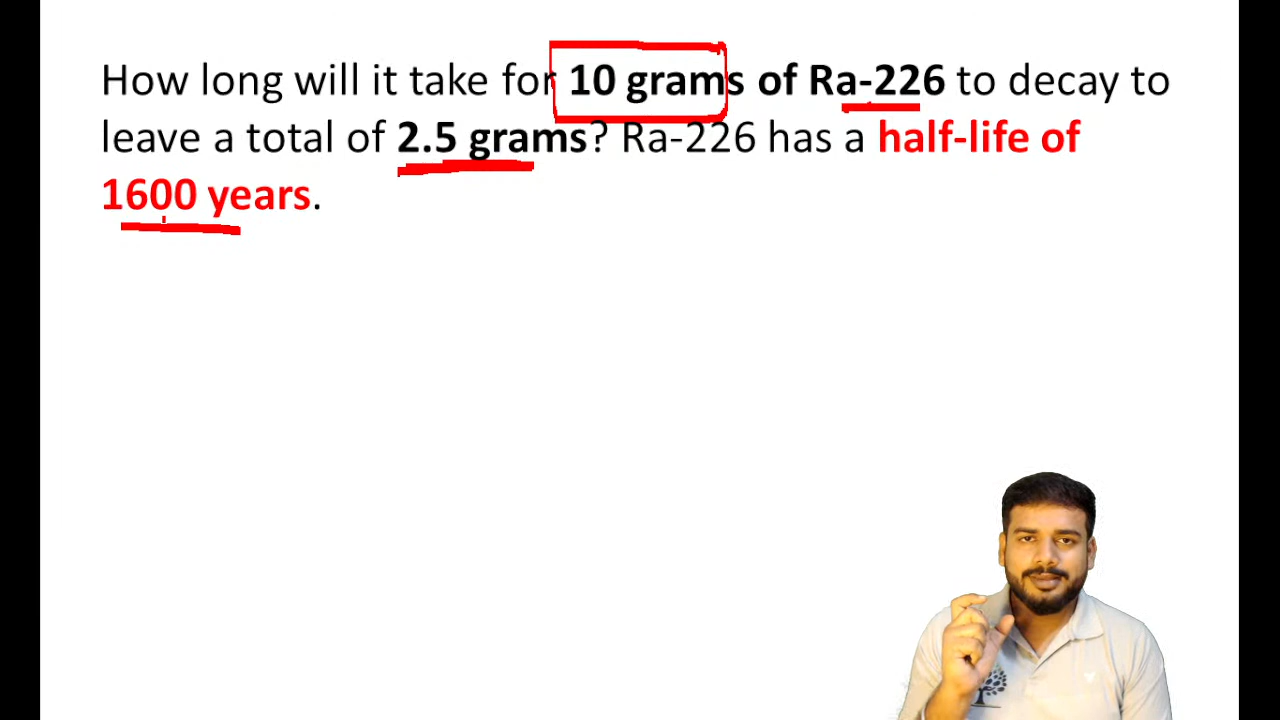 How long will it take for 10 grams of Ra-226 to decay to
leave a total of 2.5 grams? Ra-226 has a half-life of
1600 years.